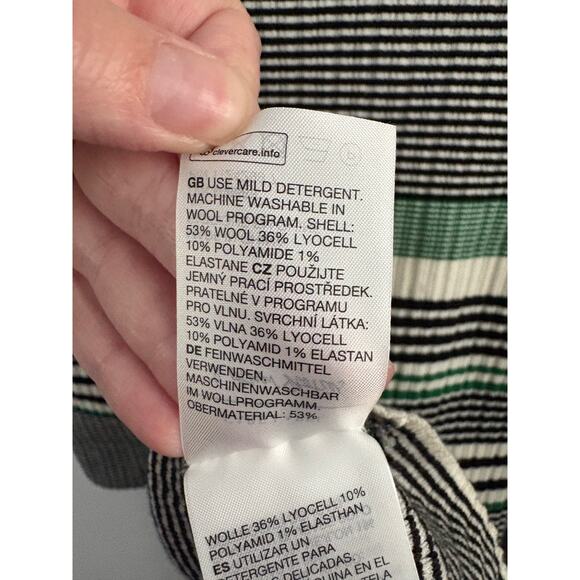 clevercare.info
GB USE MILD DETERGENT.
MACHINE WASHABLE IN
WOOL PROGRAM. SHELL:
53% WOOL 36% LYOCELL
10% POLYAMIDE 1%
ELASTANE CZ POUŽIJTE
JEMNÝ PRACÍ PROSTŘEDEK.
PRATELNÉ V PROGRAMU
PRO VLNU. SVRCHNÍ LÁTKA:
53% VLNA 36% LYOCELL
10% POLYAMID 1% ELASTAN
DE FEINWASCHMITTEL
VERWENDEN.
MASCHINENWASCHBAR
IM WOLLPROGRAMM.
OBERMATERIAL: 53%
WOLLE 36% LYOCELL 10%
POLYAMID 1% ELASTHAN
ES UTILIZAR UN
DETERGENTE PARA
DELICADAS.